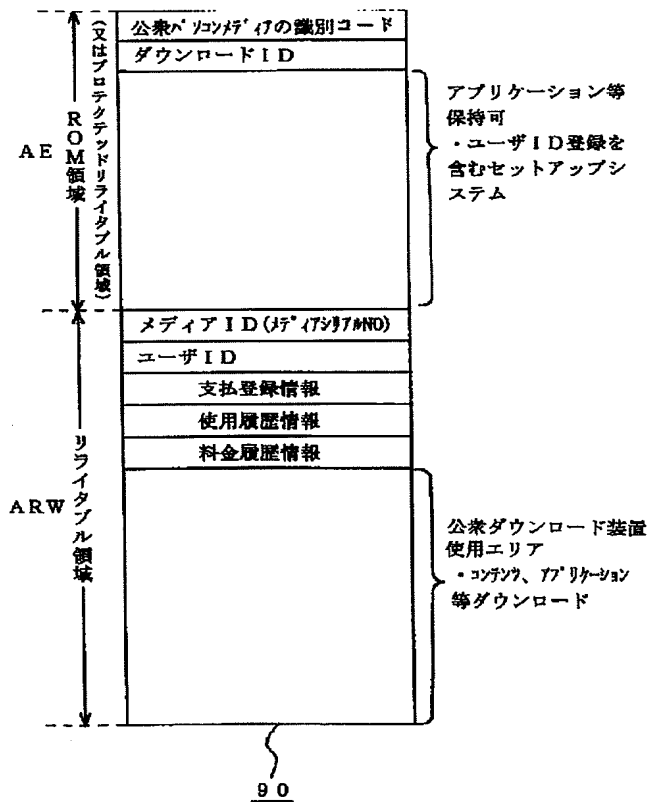 公衆パソコンメディアの識別コード
ダウンロードID
AE
ROM領域
(又はプロテクテッドリライタブル領域)
アプリケーション等
保持可
・ユーザID登録を
含むセットアップシ
ステム
メディアID(メディアシリアルNO)
ユーザID
支払登録情報
使用履歴情報
料金履歴情報
ARW
リライタブル領域
公衆ダウンロード装置
使用エリア
・コンテンツ、アプリケーション
等ダウンロード
90